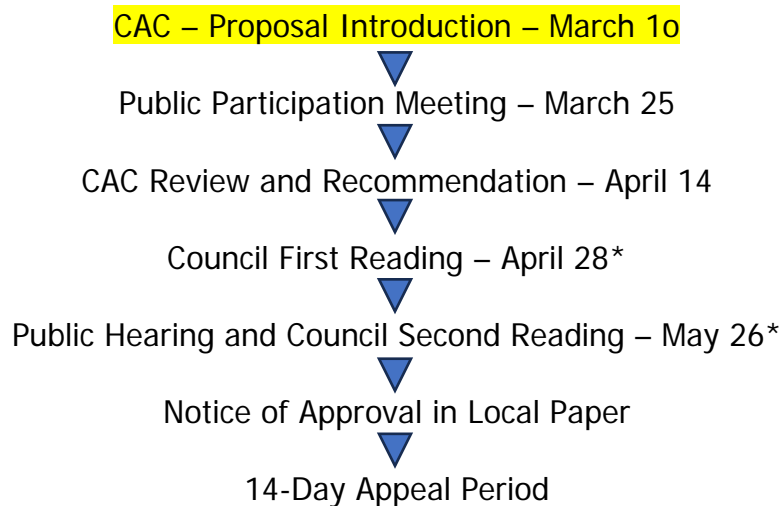 CAC – Proposal Introduction – March 1o
Public Participation Meeting – March 25
CAC Review and Recommendation – April 14
Council First Reading – April 28*
Public Hearing and Council Second Reading – May 26*
Notice of Approval in Local Paper
14-Day Appeal Period